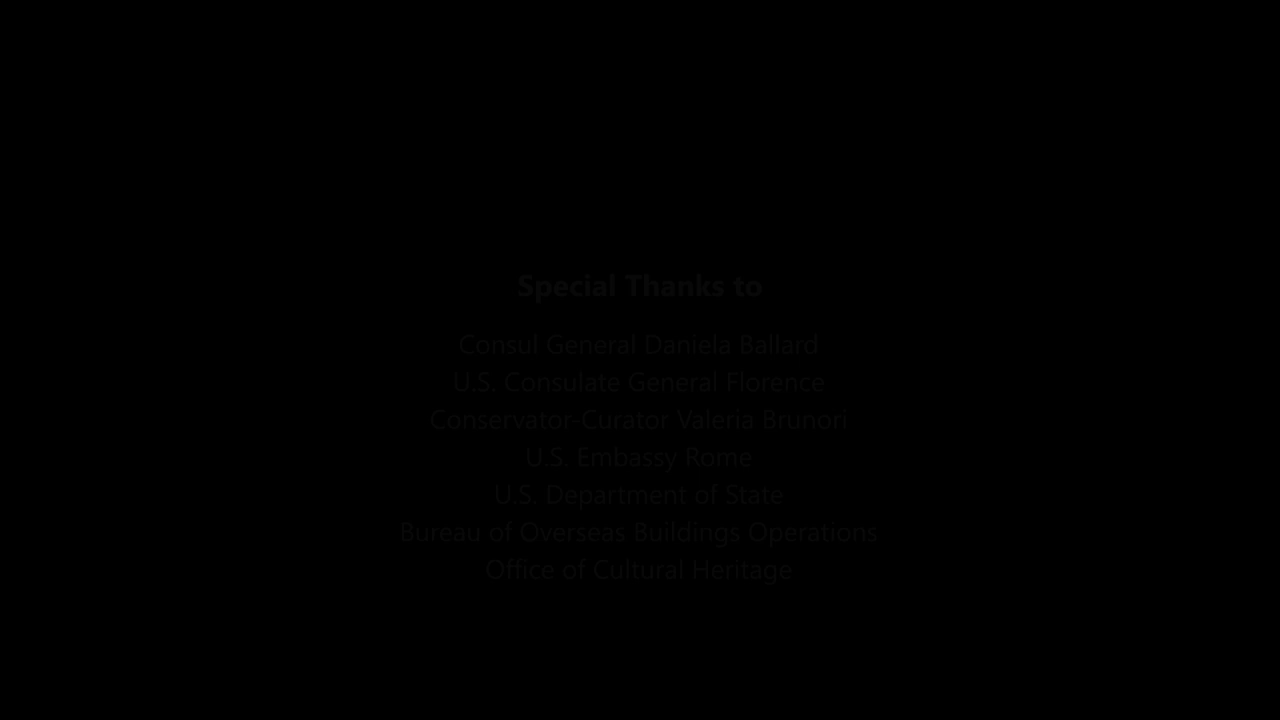 Special Thanks to
Consul General Daniela Ballard
U.S. Consulate General Florence
Conservator-Curator Valeria Brunori
U.S. Embassy Rome
U.S. Department of State
Bureau of Overseas Buildings Operations
Office of Cultural Heritage